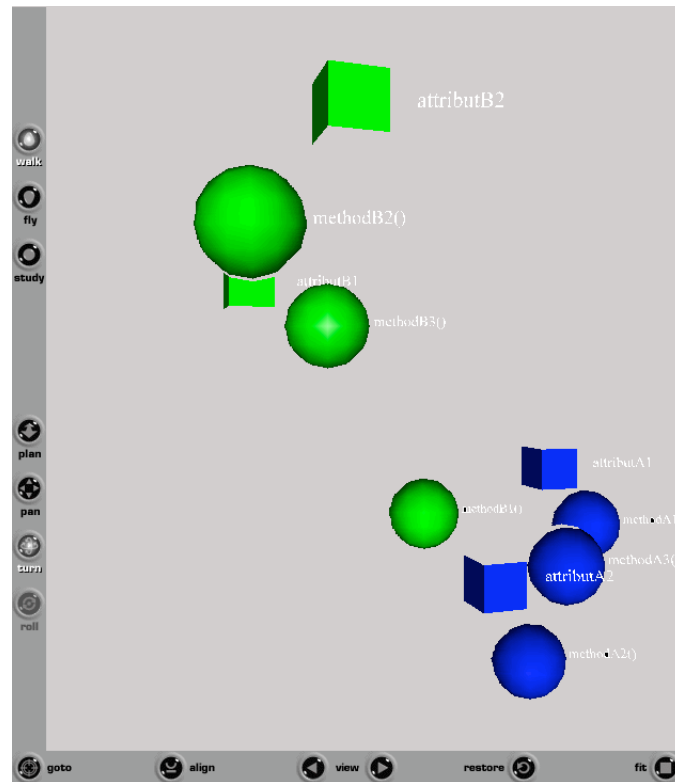 attributB2
walk
methodB2()
fly
study
attributB1
methodB3()
plan
attributA1
pan
methodB1()
methodA1
turn
methodA3(
attributA2
roll
methodA2()
goto
align
view
restore
fit